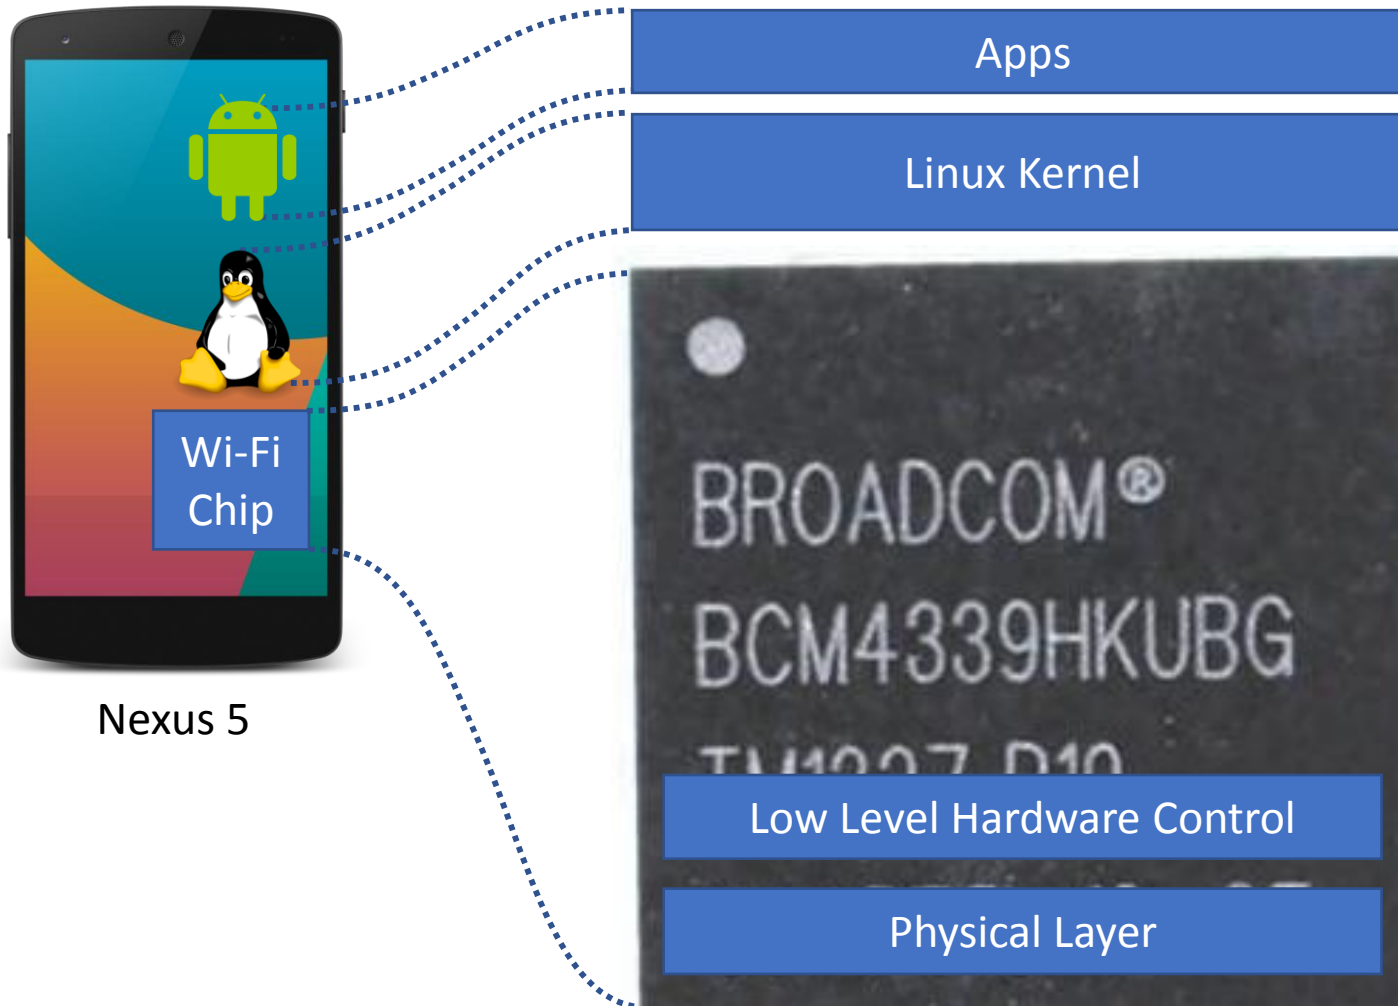 Apps
Linux Kernel
Wi-Fi
Chip
Nexus 5
BROADCOM®
BCM4339HKUBG
Low Level Hardware Control
Physical Layer